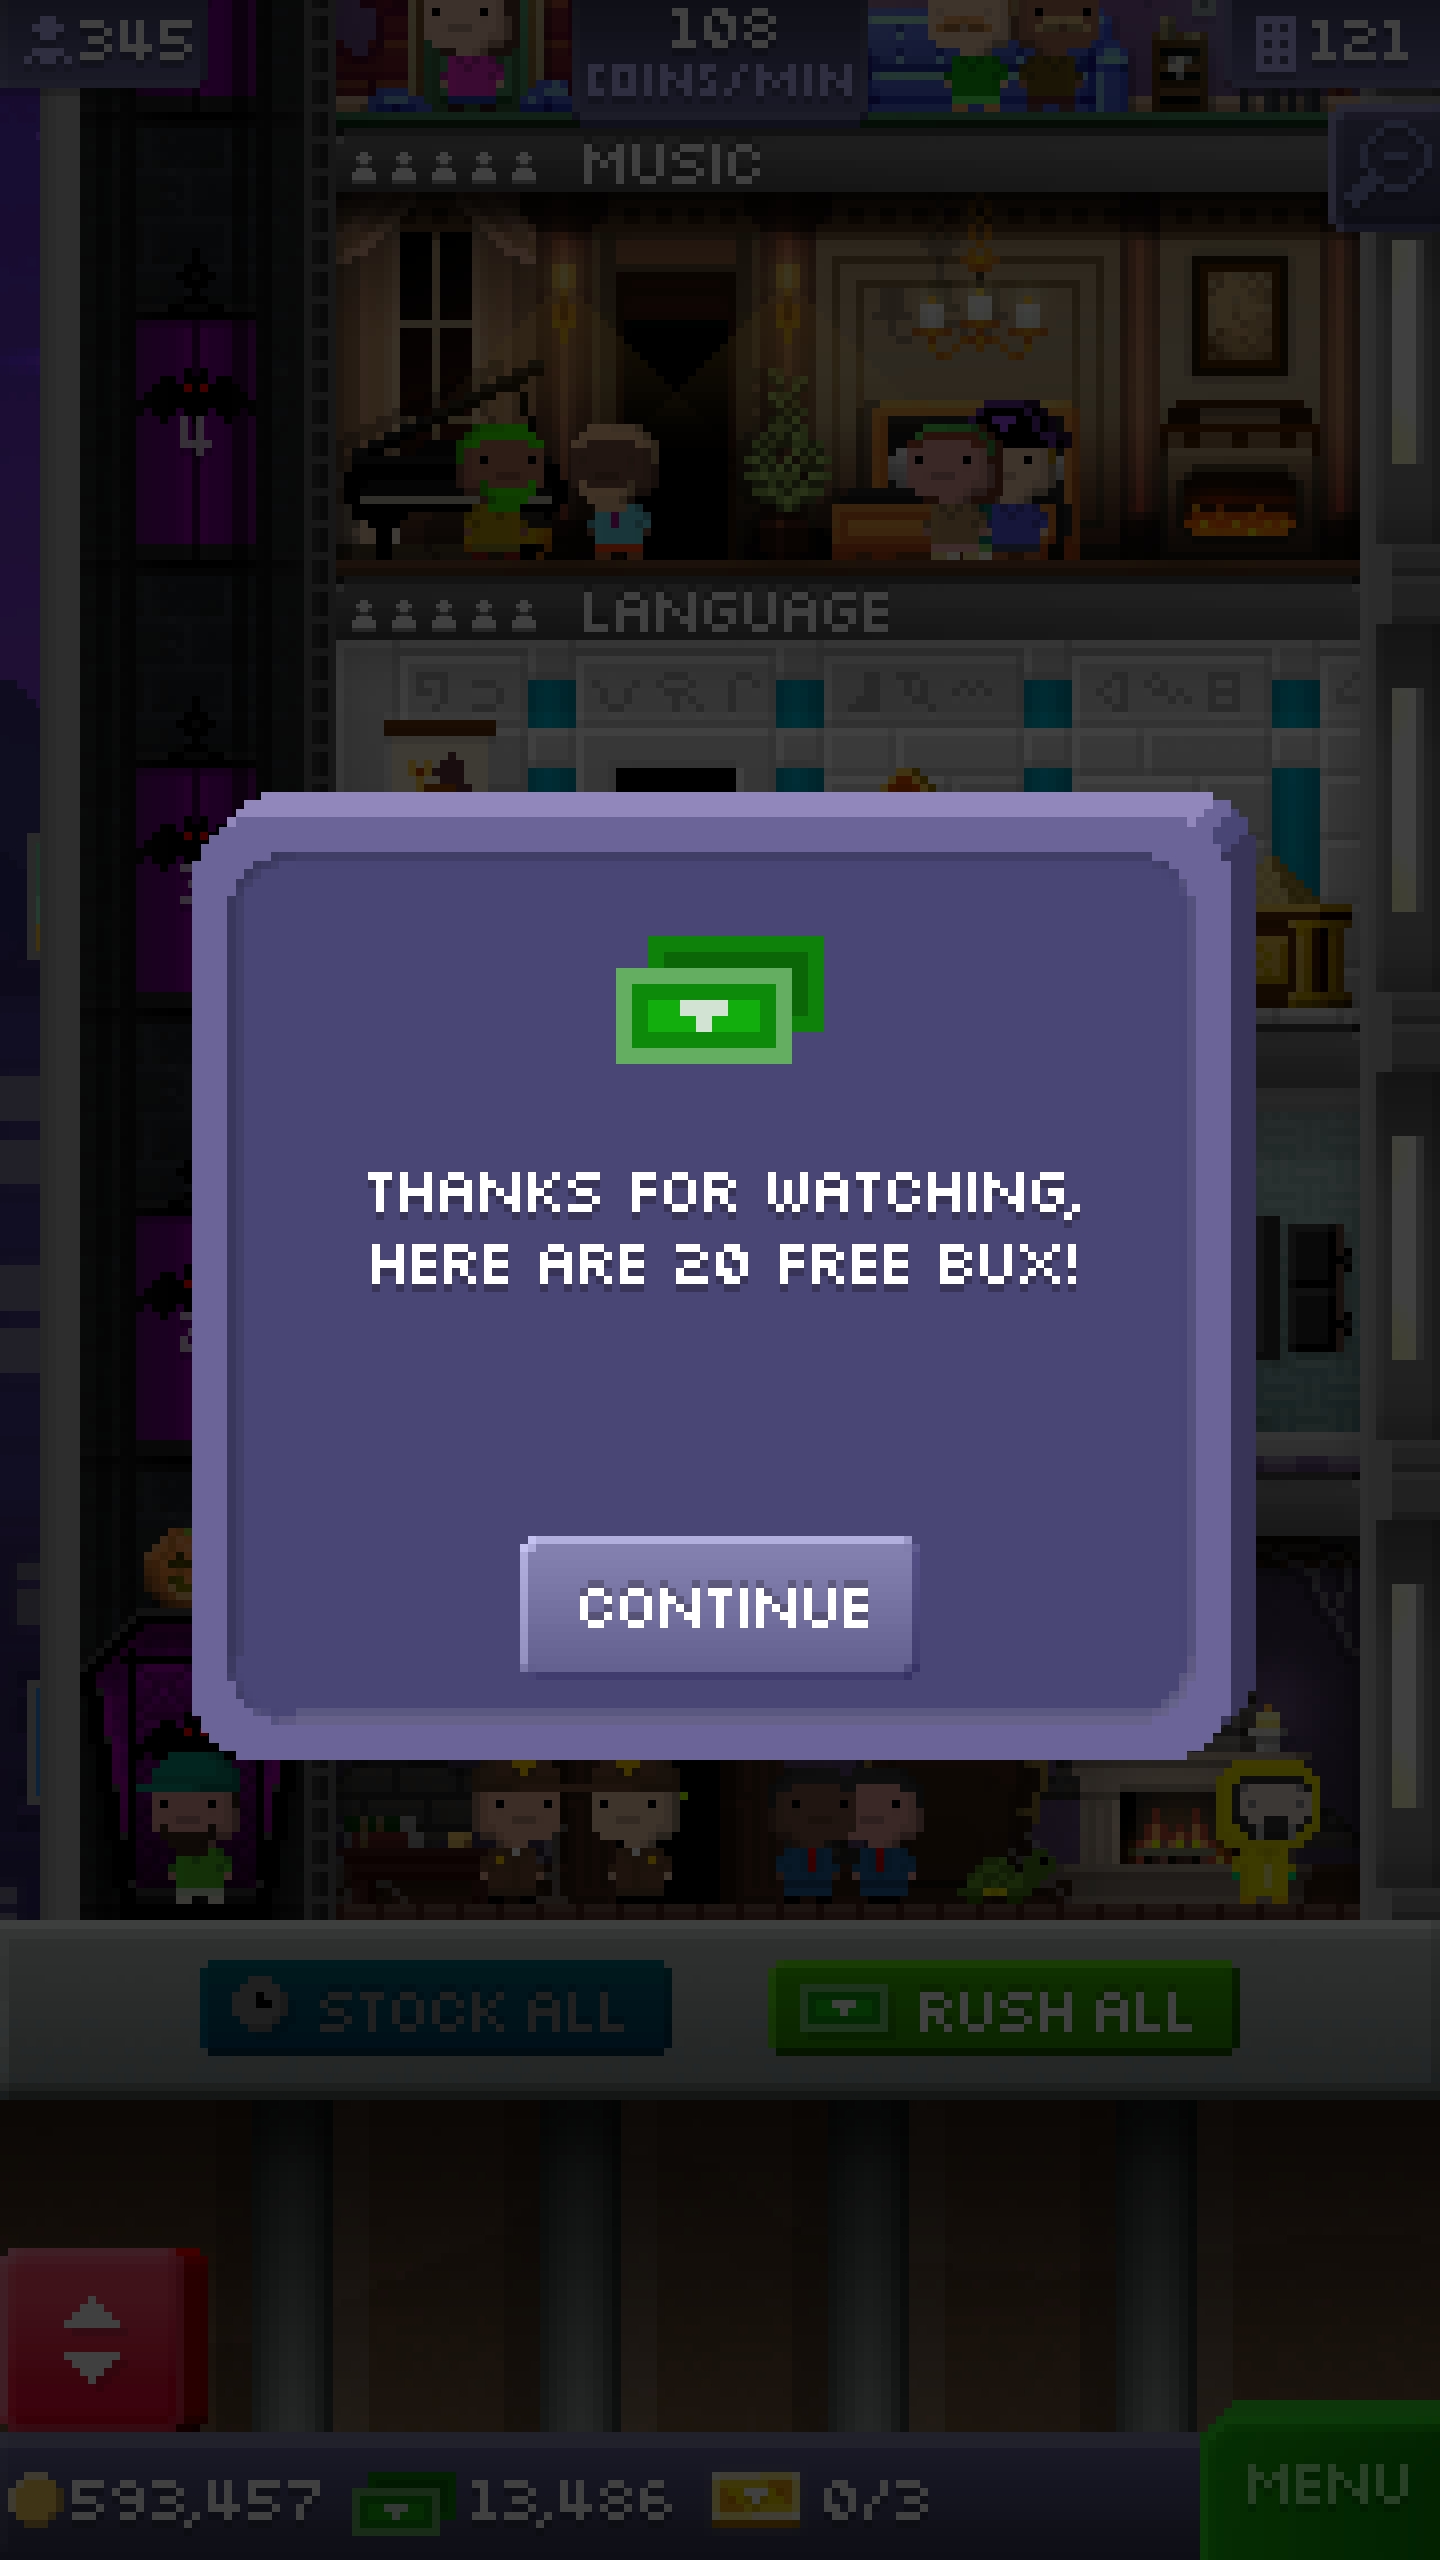 345
108
COINS/MIN
121
MUSIC
4
LANGUAGE
THANKS FOR WATCHING,
HERE ARE 20 FREE BUX!
CONTINUE
STOCK ALL
RUSH ALL
593,457
13,486
0/3
MENU